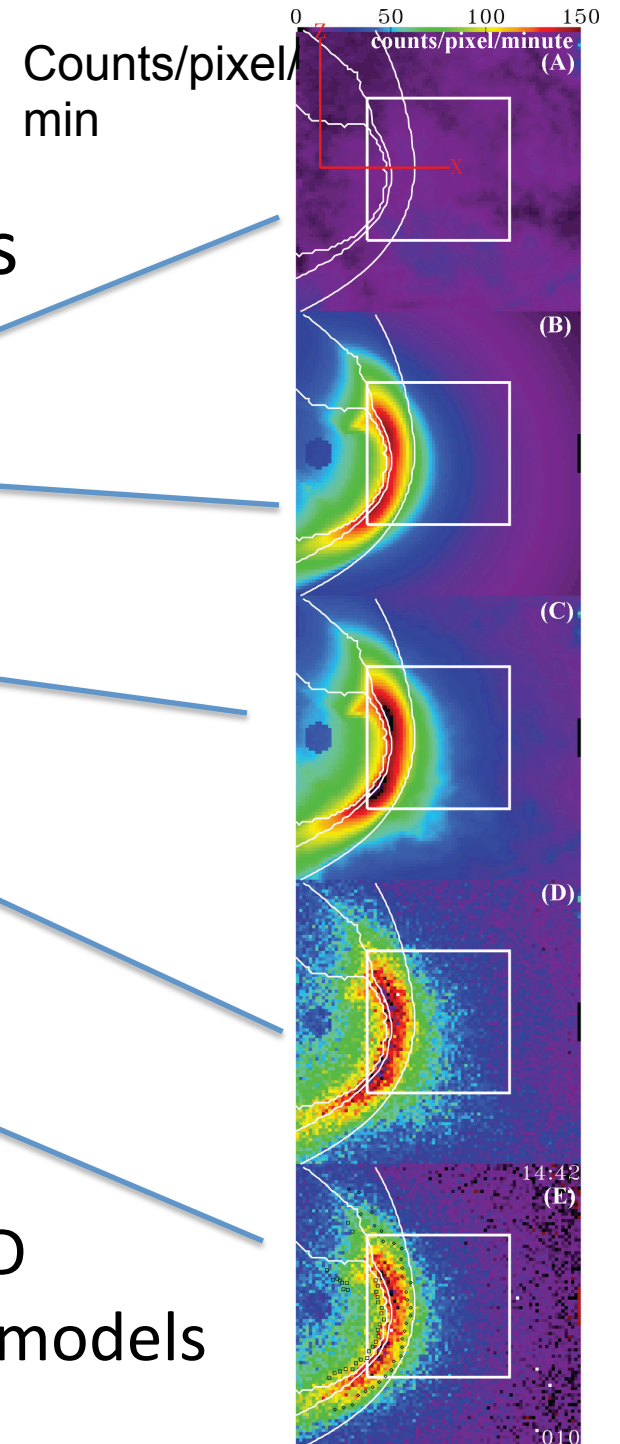 0 50 100 150
counts/pixel/minute
Z
(A)
Counts/pixel/
min
X
s
(B)
(C)
(D)
14:42
(E)
D
models
010